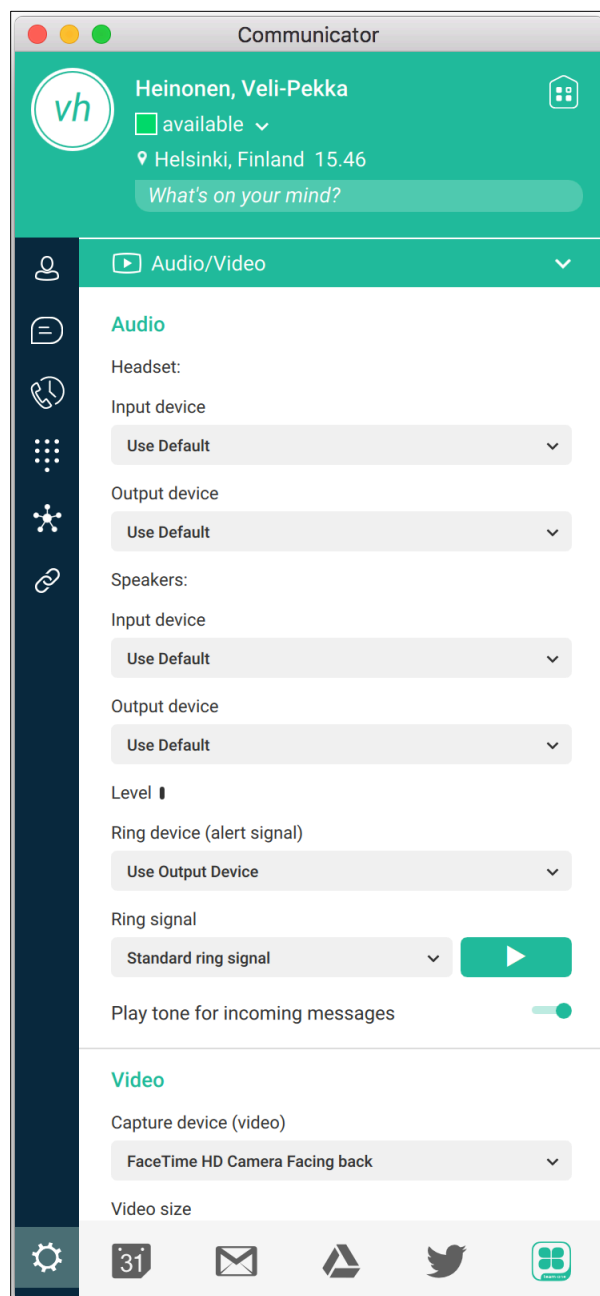 Communicator
vh
Heinonen, Veli-Pekka
available
Helsinki, Finland 15.46
What's on your mind?
Audio/Video
Audio
Headset:
Input device
Use Default
Output device
Use Default
Speakers:
Input device
Use Default
Output device
Use Default
Level
Ring device (alert signal)
Use Output Device
Ring signal
Standard ring signal
Play tone for incoming messages
Video
Capture device (video)
FaceTime HD Camera Facing back
Video size
31